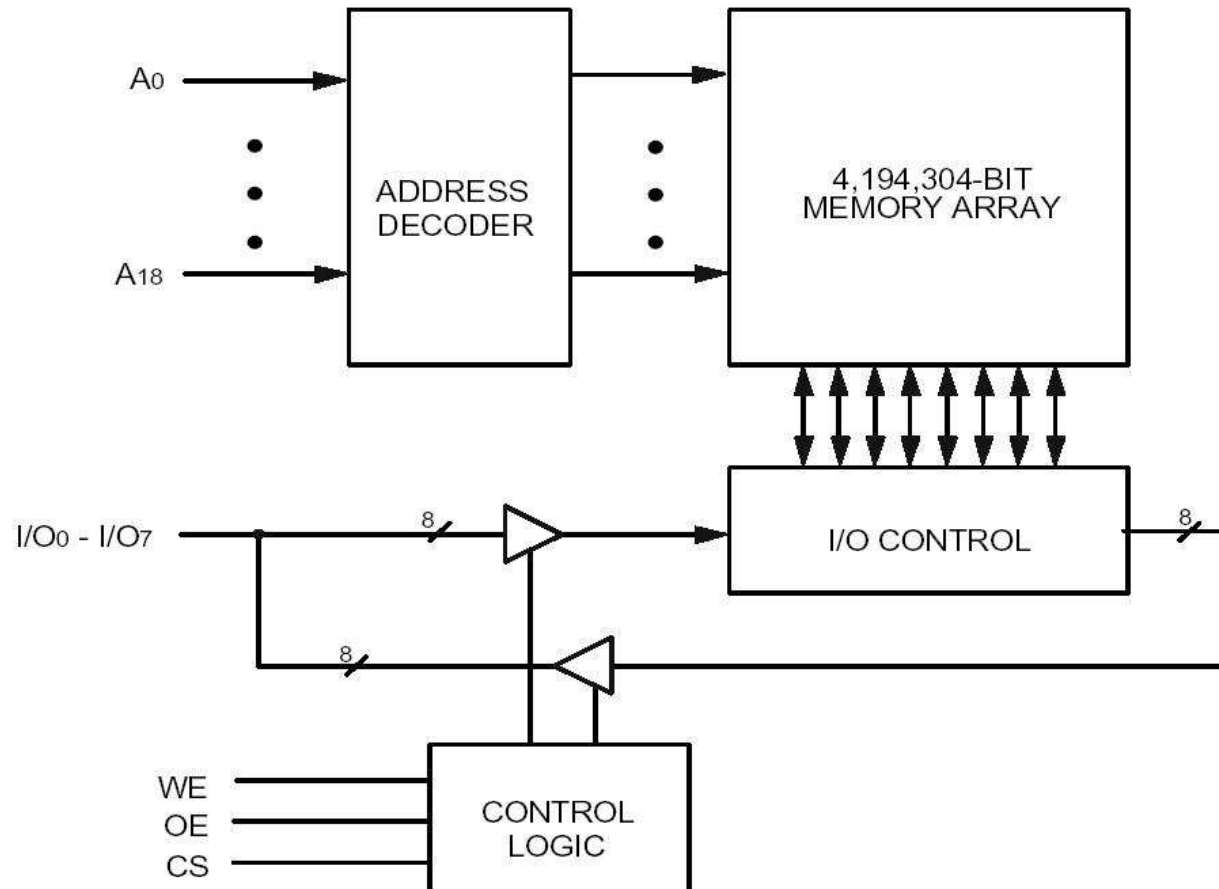 A0
A18
ADDRESS
DECODER
4,194,304-BIT
MEMORY ARRAY
I/O0 - I/O7
8
I/O CONTROL
8
8
WE
OE
CS
CONTROL
LOGIC